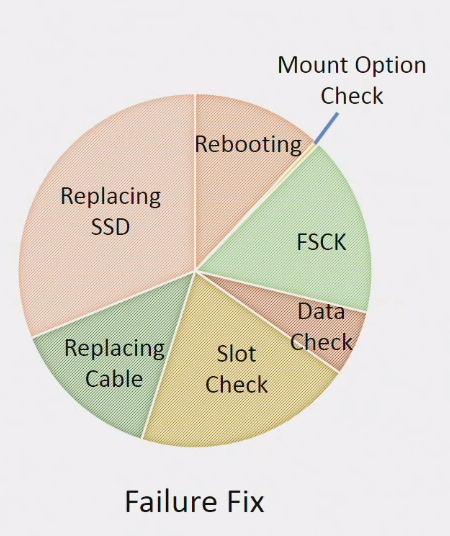 Mount Option
Check
Rebooting
Replacing
SSD
FSCK
Data
Check
Replacing
Cable
Slot
Check
Failure Fix